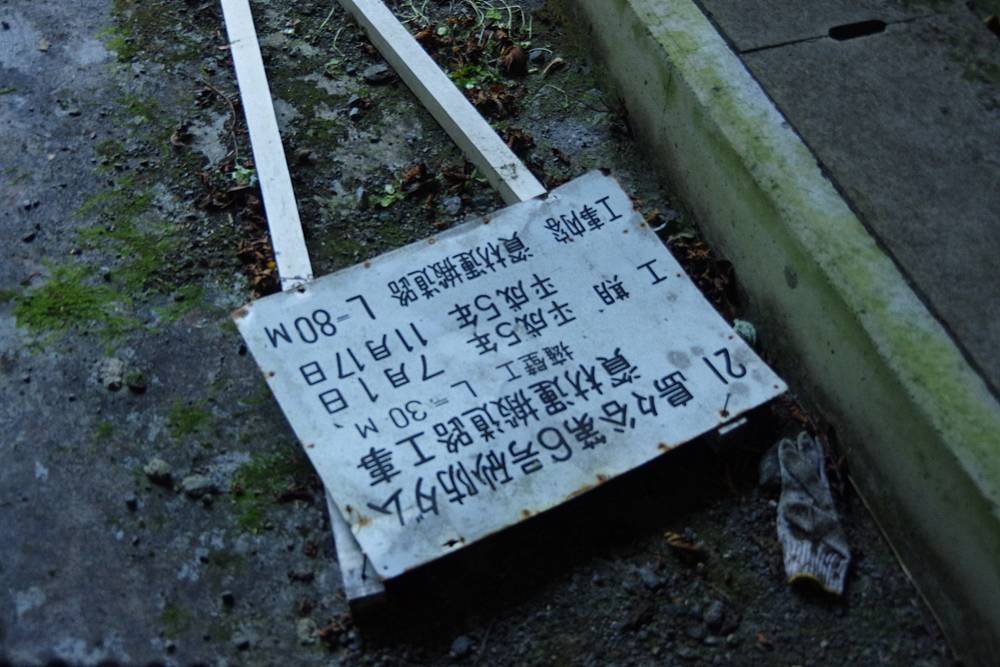 21 島々谷第6号砂防ダム
資材運搬道路工事
擁壁工 L=30M、
工期 平成5年 7月 1日
平成5年 11月17日
工事内容 資材運搬道路 L=80M